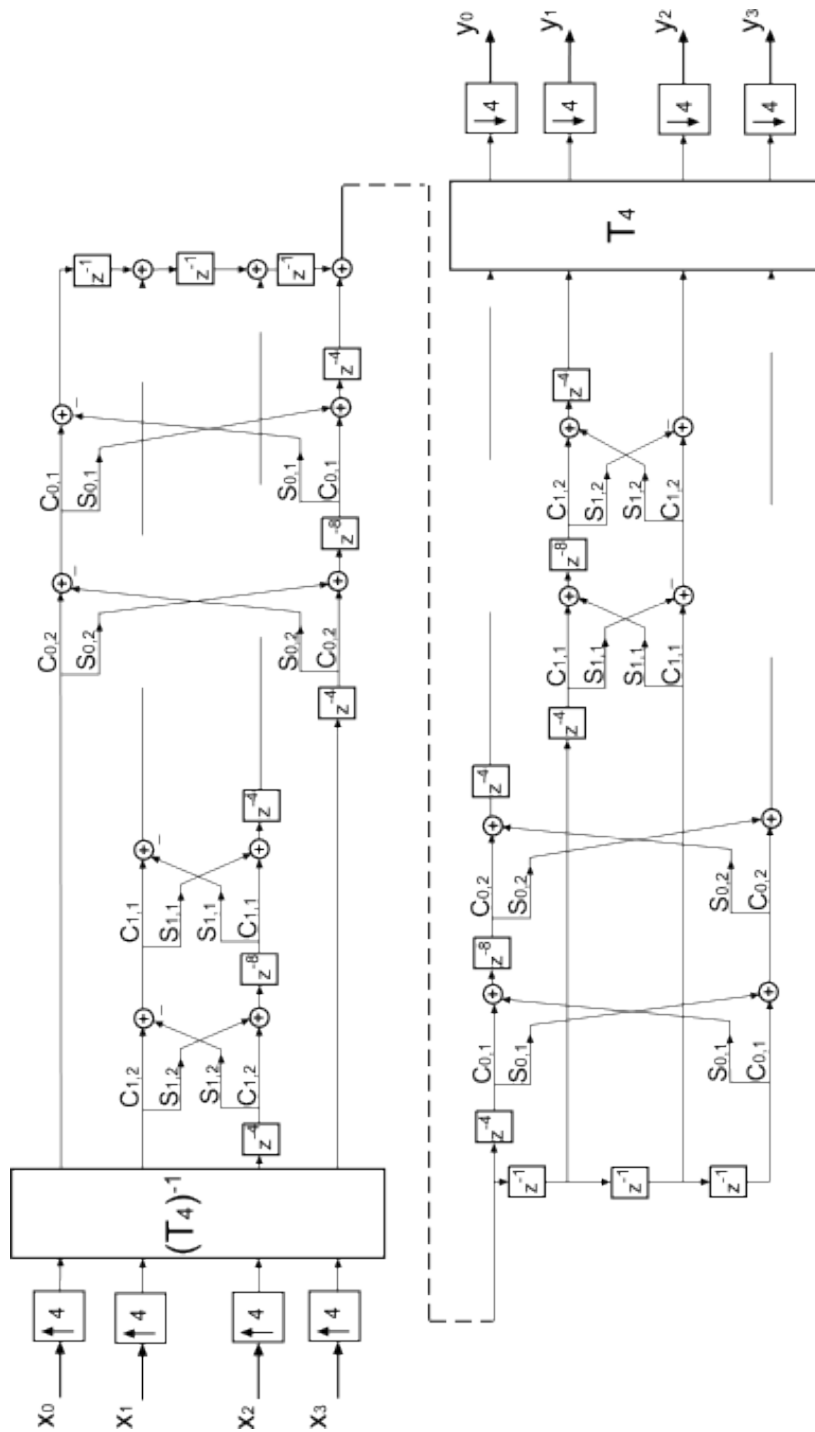 x0
4
C0,2
C0,1
z-1
S0,2
S0,1
z-1
x1
4
C1,2
C1,1
–
–
S1,2
S1,1
–
–
(T4)-1
S1,2
S1,1
z-1
x2
4
z-4
C1,2
z-8
C1,1
z-4
S0,2
S0,1
C0,2
C0,1
x3
4
z-4
z-8
z-4
z-4
C0,1
z-8
C0,2
z-4
4
y0
S0,1
S0,2
z-1
z-4
C1,1
z-8
C1,2
z-4
4
y1
S1,1
S1,2
T4
z-1
S1,1
S1,2
–
–
C1,1
C1,2
4
y2
z-1
S0,1
S0,2
C0,1
C0,2
4
y3